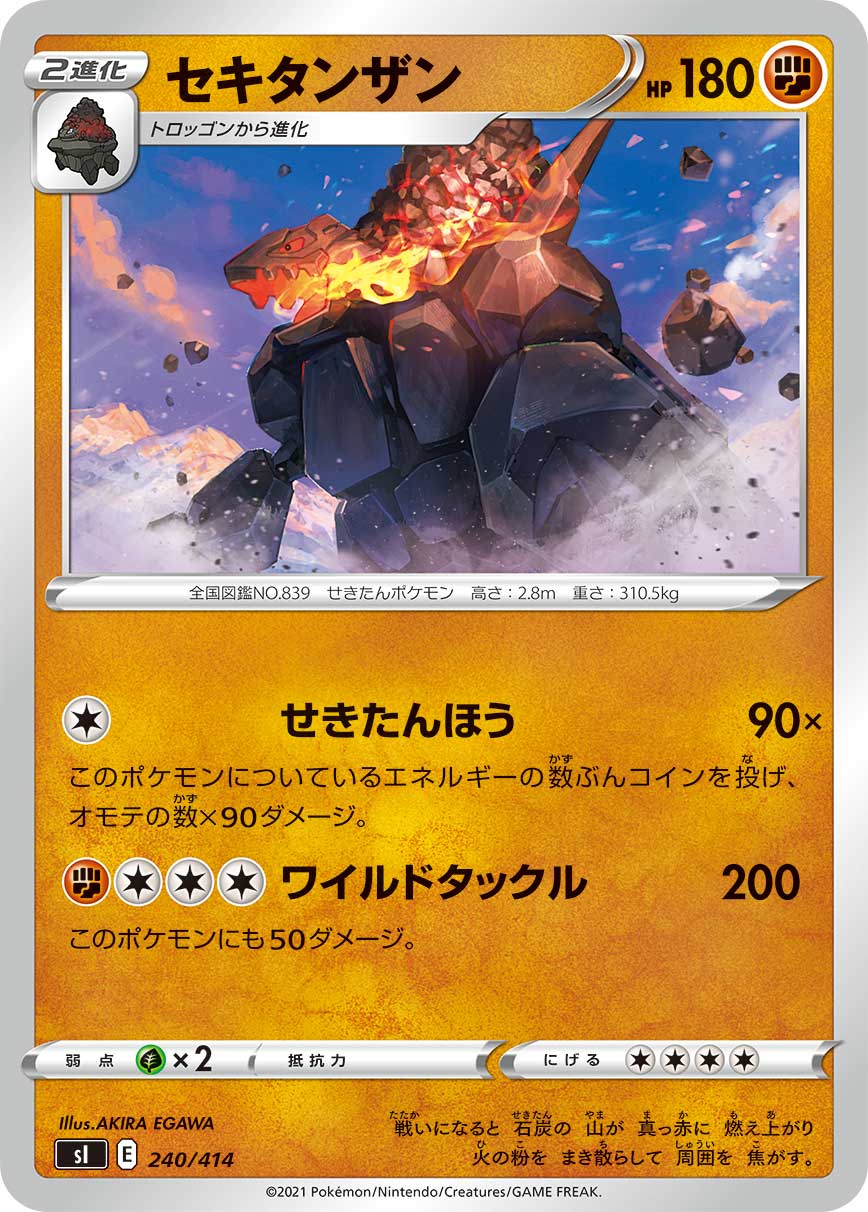 2進化
セキタンザン
HP 180
トロッゴンから進化
全国図鑑NO.839 せきたんポケモン 高さ：2.8m 重さ：310.5kg
せきたんほう 90×
このポケモンについているエネルギーの数ぶんコインを投げ、
オモテの数×90ダメージ。
ワイルドタックル 200
このポケモンにも50ダメージ。
弱点 ×2 抵抗力 にげる
Illus.AKIRA EGAWA
sI E 240/414
戦いになると 石炭の 山が 真っ赤に 燃え上がり
火の粉を まき散らして 周囲を 焦がす。
©2021 Pokémon/Nintendo/Creatures/GAME FREAK.